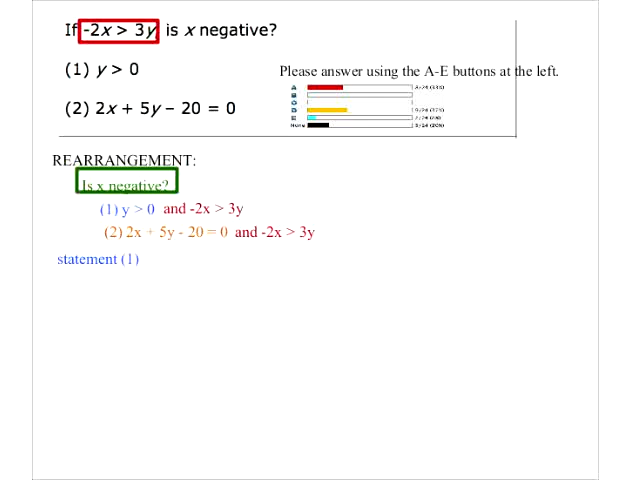 If -2x > 3y, is x negative?
(1) y > 0
Please answer using the A-E buttons at the left.
A
B
C
D
E
None
(2) 2x + 5y – 20 = 0
REARRANGEMENT:
Is x negative?
(1) y > 0 and -2x > 3y
(2) 2x + 5y - 20 = 0 and -2x > 3y
statement (1)